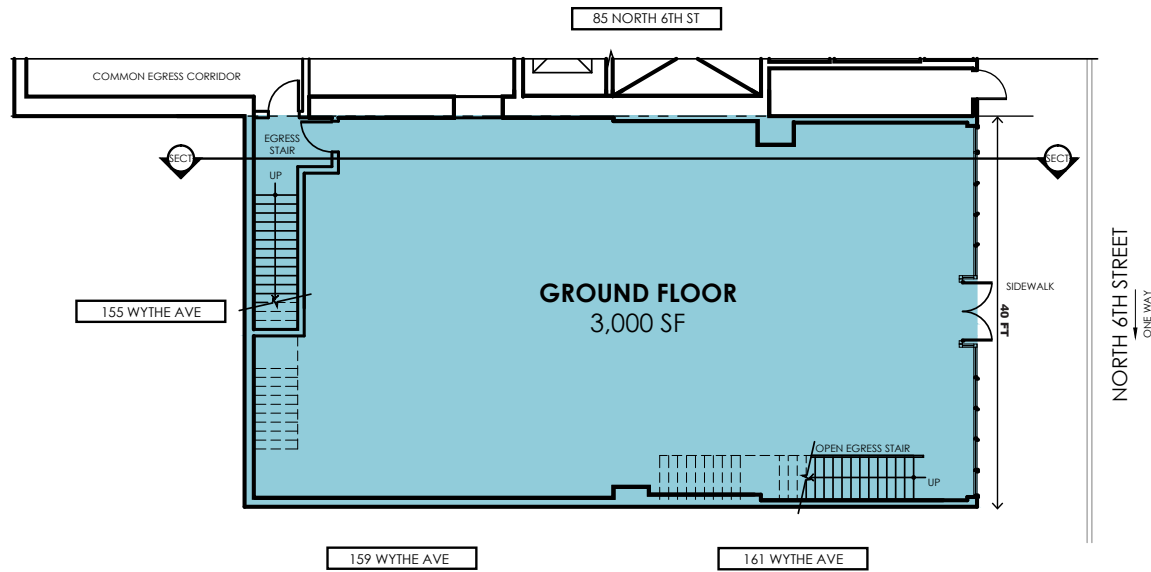 85 NORTH 6TH ST
COMMON EGRESS CORRIDOR
EGRESS
STAIR
SECT
SECT
UP
GROUND FLOOR
3,000 SF
155 WYTHE AVE
SIDEWALK
40 FT
NORTH 6TH STREET
ONE WAY
OPEN EGRESS STAIR
UP
159 WYTHE AVE
161 WYTHE AVE